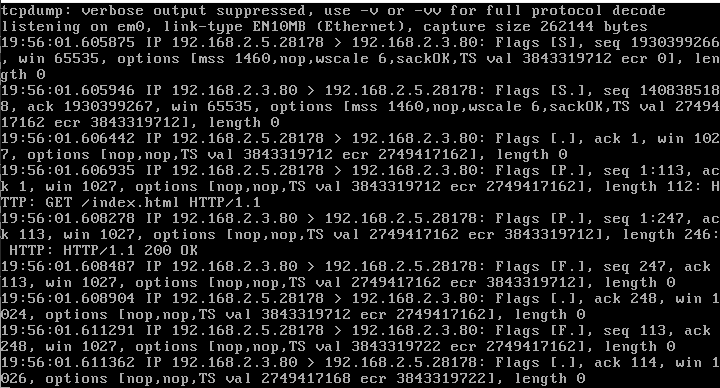 tcpdump: verbose output suppressed, use -v or -vv for full protocol decode
listening on em0, link-type EN10MB (Ethernet), capture size 262144 bytes
19:56:01.605875 IP 192.168.2.5.28178 > 192.168.2.3.80: Flags [S], seq 1930399266
, win 65535, options [mss 1460,nop,wscale 6,sackOK,TS val 3843319712 ecr 0], len
gth 0
19:56:01.605946 IP 192.168.2.3.80 > 192.168.2.5.28178: Flags [S.], seq 140838518
8, ack 1930399267, win 65535, options [mss 1460,nop,wscale 6,sackOK,TS val 27494
17162 ecr 3843319712], length 0
19:56:01.606442 IP 192.168.2.5.28178 > 192.168.2.3.80: Flags [.], ack 1, win 102
7, options [nop,nop,TS val 3843319712 ecr 2749417162], length 0
19:56:01.606935 IP 192.168.2.5.28178 > 192.168.2.3.80: Flags [P.], seq 1:113, ac
k 1, win 1027, options [nop,nop,TS val 3843319712 ecr 2749417162], length 112: H
TTP: GET /index.html HTTP/1.1
19:56:01.608278 IP 192.168.2.3.80 > 192.168.2.5.28178: Flags [P.], seq 1:247, ac
k 113, win 1027, options [nop,nop,TS val 2749417162 ecr 3843319712], length 246:
 HTTP: HTTP/1.1 200 OK
19:56:01.608487 IP 192.168.2.3.80 > 192.168.2.5.28178: Flags [F.], seq 247, ack
113, win 1027, options [nop,nop,TS val 2749417162 ecr 3843319712], length 0
19:56:01.608904 IP 192.168.2.5.28178 > 192.168.2.3.80: Flags [.], ack 248, win 1
024, options [nop,nop,TS val 3843319712 ecr 2749417162], length 0
19:56:01.611291 IP 192.168.2.5.28178 > 192.168.2.3.80: Flags [F.], seq 113, ack
248, win 1027, options [nop,nop,TS val 3843319722 ecr 2749417162], length 0
19:56:01.611362 IP 192.168.2.3.80 > 192.168.2.5.28178: Flags [.], ack 114, win 1
026, options [nop,nop,TS val 2749417168 ecr 3843319722], length 0